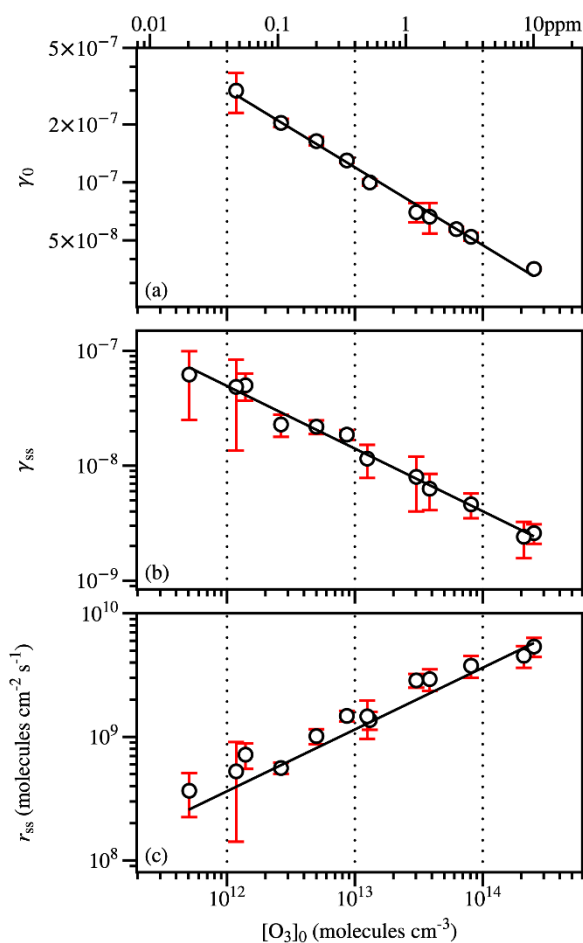 0.01 0.1 1 10ppm
5×10⁻⁷
2×10⁻⁷
10⁻⁷
5×10⁻⁸
γ₀
(a)
10⁻⁷
10⁻⁸
10⁻⁹
γss
(b)
10¹⁰
10⁹
10⁸
rss (molecules cm⁻² s⁻¹)
(c)
10¹² 10¹³ 10¹⁴
[O₃]₀ (molecules cm⁻³)